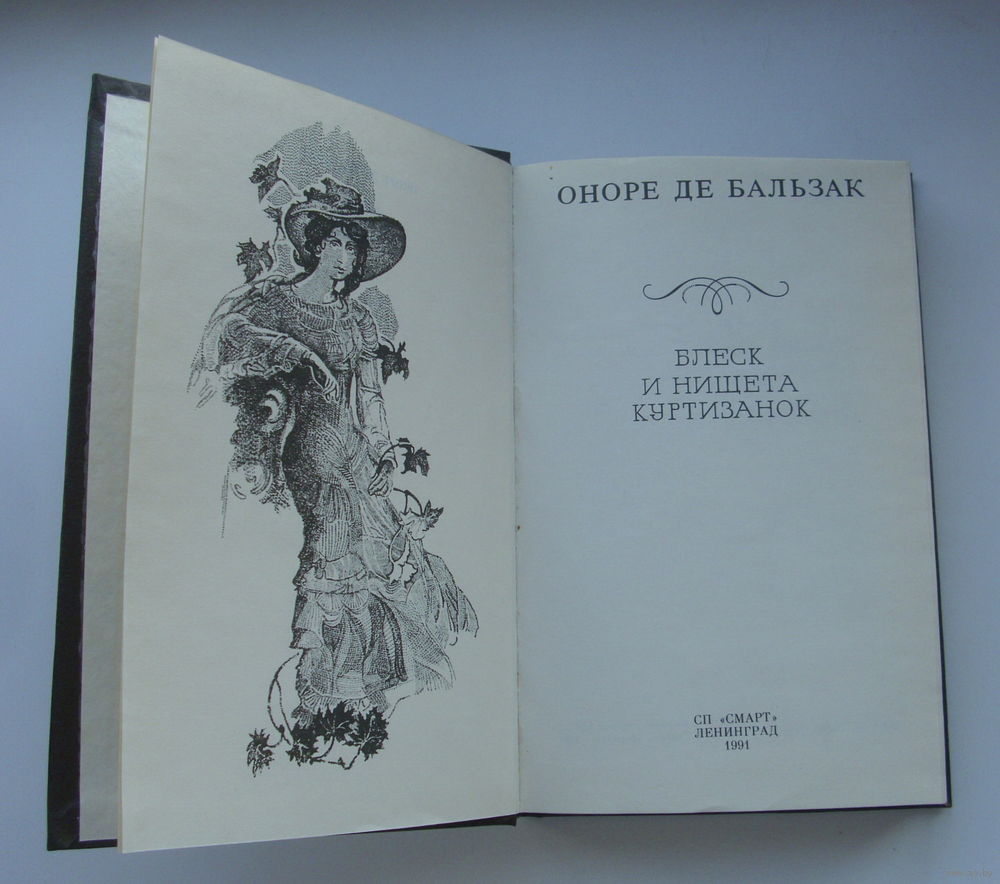 ОНОРЕ ДЕ БАЛЬЗАК
БЛЕСК
И НИЩЕТА
КУРТИЗАНОК
СП «СМАРТ»
ЛЕНИНГРАД
1991